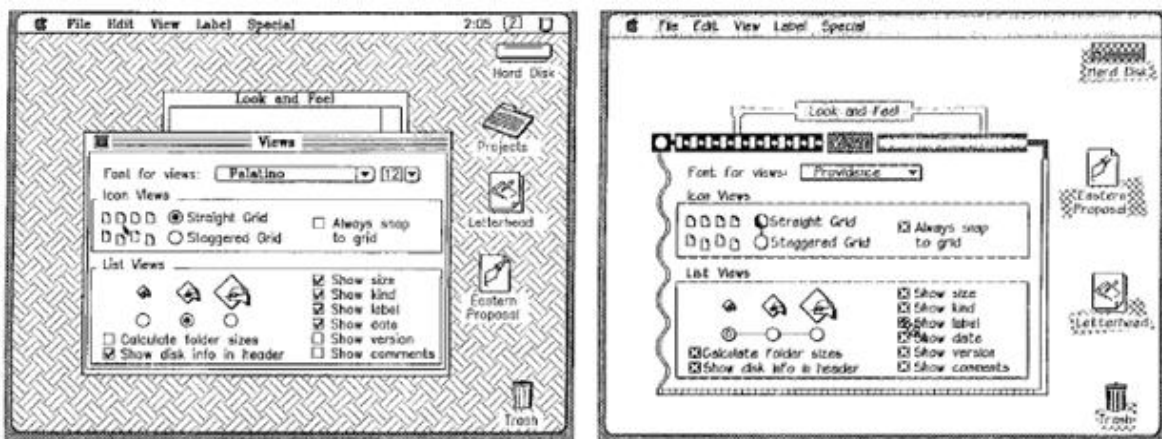 File Edit View Label Special 2:05
Hard Disk
Look and Feel
Projects
Views
Font for views: Palatino 12
Icon Views
Straight Grid
Always snap
to grid
Staggered Grid
Letterhead
List Views
Show size
Show kind
Show label
Show date
Calculate folder sizes
Show version
Show disk info in header
Show comments
Eastern
Proposal
Trash
File Edit View Label Special
Hard Disk
Look and Feel
Font for views: Providence
Icon Views
Straight Grid
Always snap
to grid
Staggered Grid
Eastern
Proposal
List Views
Show size
Show kind
Show label
Show date
Calculate folder sizes
Show version
Show disk info in header
Show comments
Letterhead
Trash